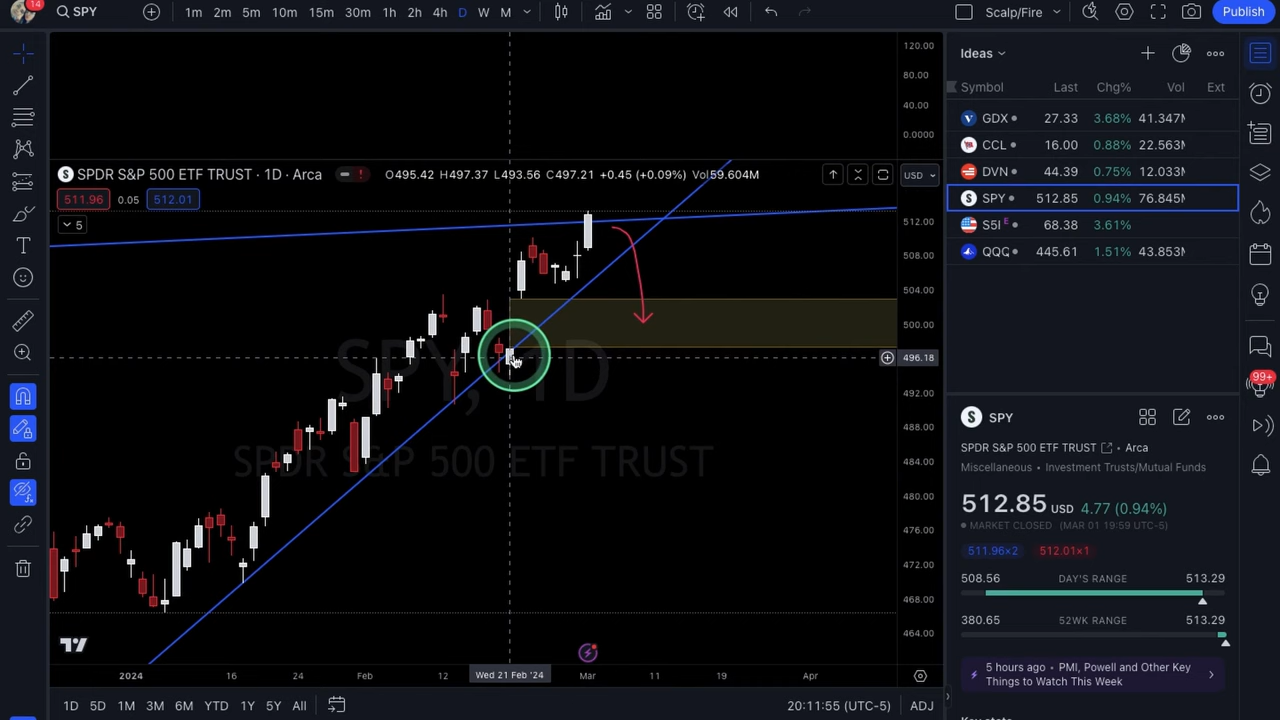 14
SPY
1m 2m 5m 10m 15m 30m 1h 2h 4h D W M
Scalp/Fire
Publish
120.00
80.00
40.00
0.0000
SPDR S&P 500 ETF TRUST · 1D · Arca
O495.42 H497.37 L493.56 C497.21 +0.45 (+0.09%) Vol59.604M
USD
511.96 0.05 512.01
5
512.00
508.00
504.00
500.00
496.18
492.00
488.00
484.00
480.00
476.00
472.00
468.00
464.00
SPY, 1D
SPDR S&P 500 ETF TRUST
2024 16 24 Feb 12 Wed 21 Feb '24 Mar 11 19 Apr
1D 5D 1M 3M 6M YTD 1Y 5Y All
20:11:55 (UTC-5) ADJ
Ideas
Symbol Last Chg% Vol Ext
GDX 27.33 3.68% 41.347M
CCL 16.00 0.88% 22.563M
DVN 44.39 0.75% 12.033M
SPY 512.85 0.94% 76.845M
S5I E 68.38 3.61%
QQQ 445.61 1.51% 43.853M
99+
SPY
SPDR S&P 500 ETF TRUST · Arca
Miscellaneous · Investment Trusts/Mutual Funds
512.85 USD 4.77 (0.94%)
MARKET CLOSED (MAR 01 19:59 UTC-5)
511.96×2 512.01×1
508.56 DAY'S RANGE 513.29
380.65 52WK RANGE 513.29
5 hours ago · PMI, Powell and Other Key
Things to Watch This Week